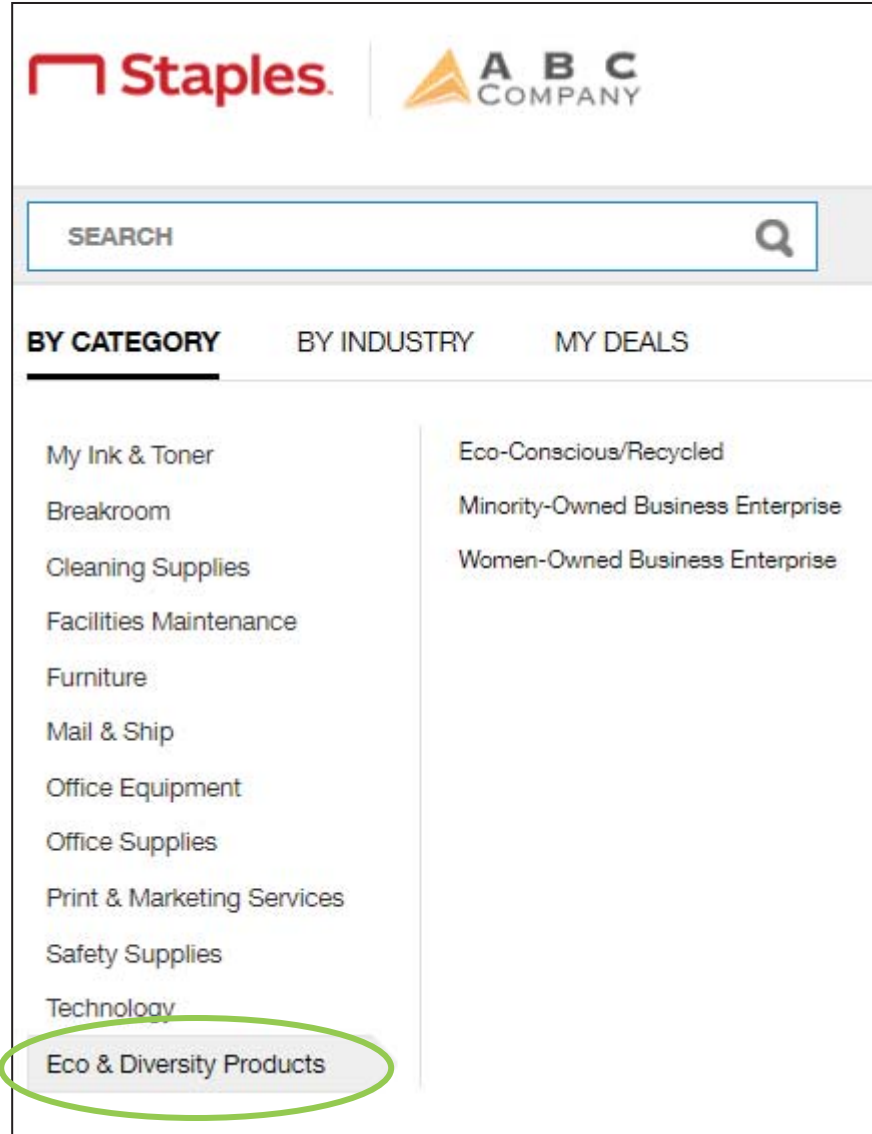 Staples.
A B C
COMPANY
SEARCH
BY CATEGORY BY INDUSTRY MY DEALS
My Ink & Toner
Breakroom
Cleaning Supplies
Facilities Maintenance
Furniture
Mail & Ship
Office Equipment
Office Supplies
Print & Marketing Services
Safety Supplies
Technology
Eco & Diversity Products
Eco-Conscious/Recycled
Minority-Owned Business Enterprise
Women-Owned Business Enterprise